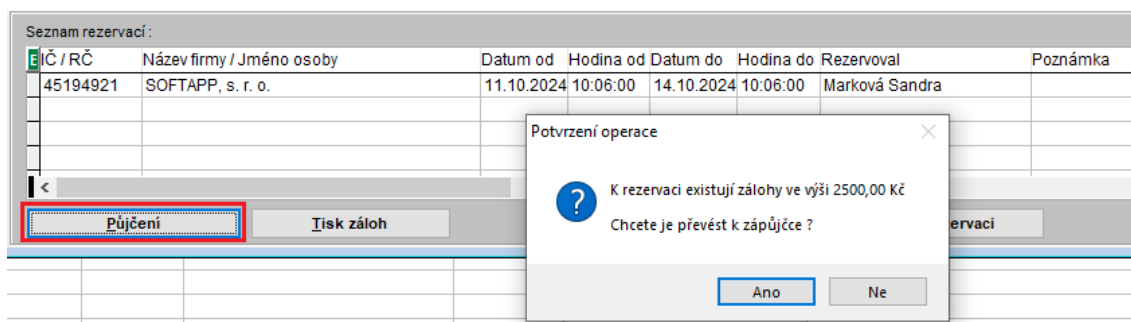 Seznam rezervací :
E IČ / RČ Název firmy / Jméno osoby Datum od Hodina od Datum do Hodina do Rezervoval Poznámka
45194921 SOFTAPP, s. r. o. 11.10.2024 10:06:00 14.10.2024 10:06:00 Marková Sandra
Potvrzení operace
K rezervaci existují zálohy ve výši 2500,00 Kč
Chcete je převést k zápůjčce ?
Půjčení Tisk záloh ervaci
Ano Ne